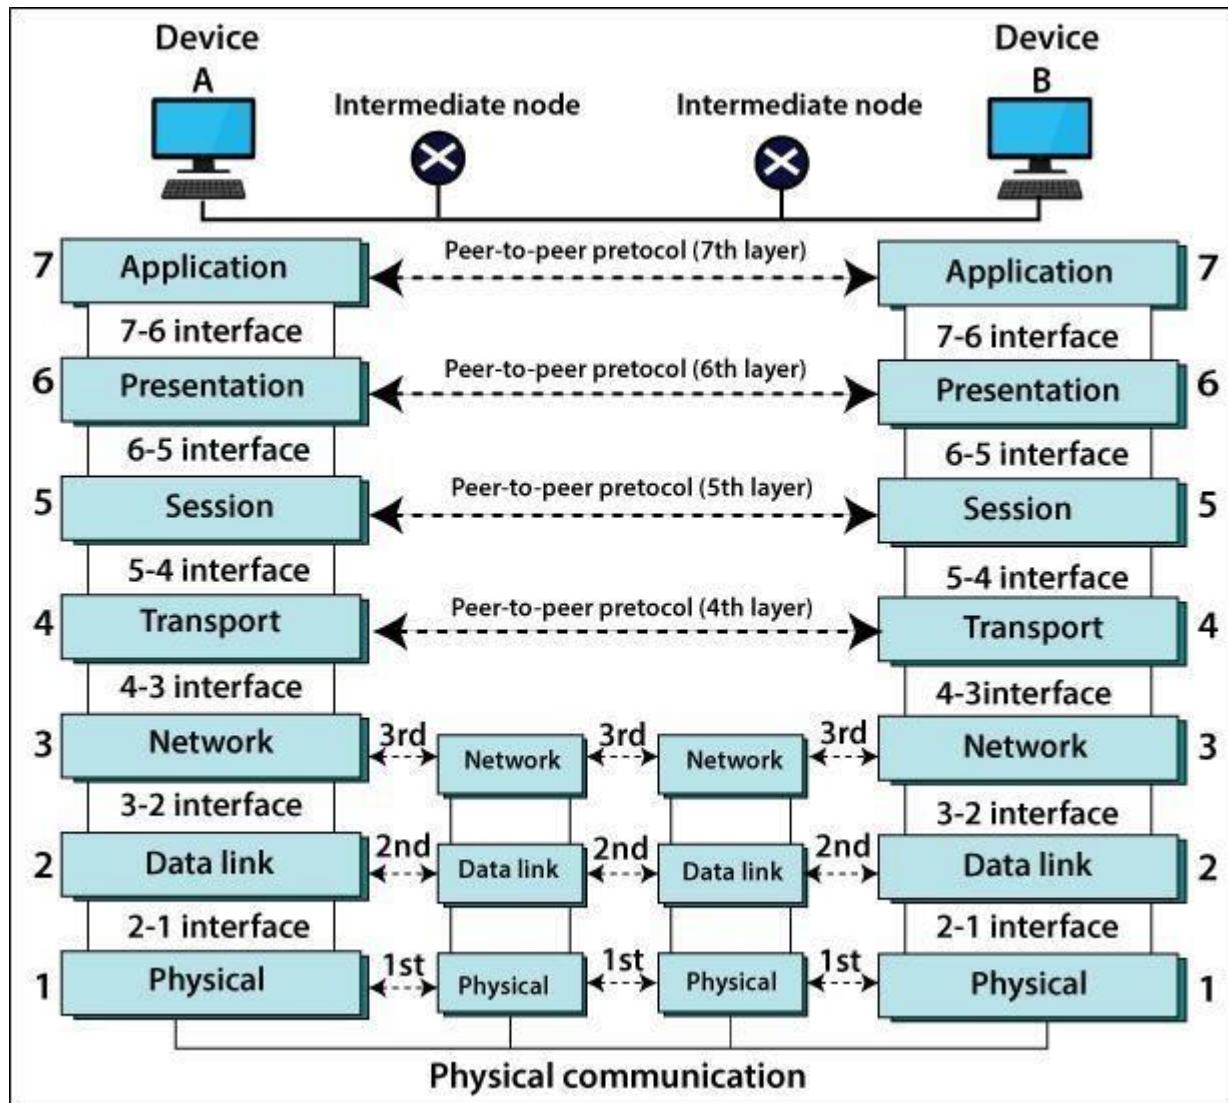 Device
A
Device
B
Intermediate node
Intermediate node
7 Application Peer-to-peer pretocol (7th layer) Application 7
7-6 interface 7-6 interface
6 Presentation Peer-to-peer pretocol (6th layer) Presentation 6
6-5 interface 6-5 interface
5 Session Peer-to-peer pretocol (5th layer) Session 5
5-4 interface 5-4 interface
4 Transport Peer-to-peer pretocol (4th layer) Transport 4
4-3 interface 4-3interface
3 Network 3rd Network 3rd Network 3rd Network 3
3-2 interface 3-2 interface
2 Data link 2nd Data link 2nd Data link 2nd Data link 2
2-1 interface 2-1 interface
1 Physical 1st Physical 1st Physical 1st Physical 1
Physical communication